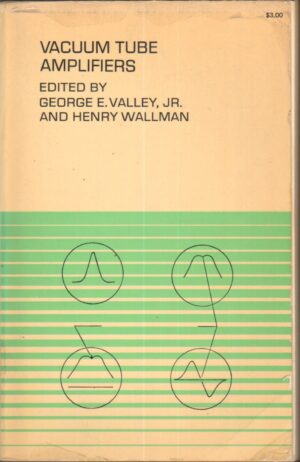 $3.00
VACUUM TUBE
AMPLIFIERS
EDITED BY
GEORGE E. VALLEY, JR.
AND HENRY WALLMAN